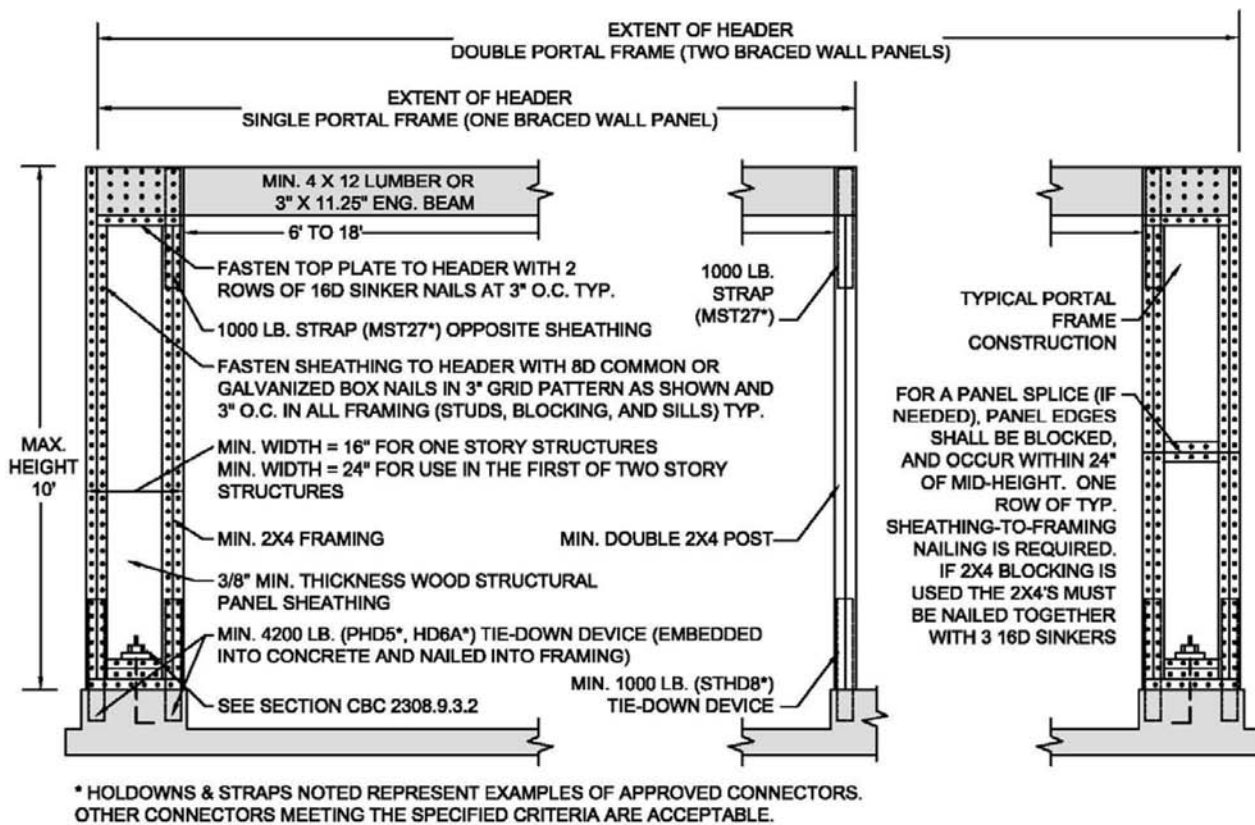 EXTENT OF HEADER
DOUBLE PORTAL FRAME (TWO BRACED WALL PANELS)
EXTENT OF HEADER
SINGLE PORTAL FRAME (ONE BRACED WALL PANEL)
MIN. 4 X 12 LUMBER OR
3" X 11.25" ENG. BEAM
6' TO 18'
FASTEN TOP PLATE TO HEADER WITH 2
ROWS OF 16D SINKER NAILS AT 3" O.C. TYP.
1000 LB. STRAP (MST27*) OPPOSITE SHEATHING
FASTEN SHEATHING TO HEADER WITH 8D COMMON OR
GALVANIZED BOX NAILS IN 3" GRID PATTERN AS SHOWN AND
3" O.C. IN ALL FRAMING (STUDS, BLOCKING, AND SILLS) TYP.
MAX.
HEIGHT
10'
MIN. WIDTH = 16" FOR ONE STORY STRUCTURES
MIN. WIDTH = 24" FOR USE IN THE FIRST OF TWO STORY
STRUCTURES
MIN. 2X4 FRAMING
3/8" MIN. THICKNESS WOOD STRUCTURAL
PANEL SHEATHING
MIN. 4200 LB. (PHD5*, HD6A*) TIE-DOWN DEVICE (EMBEDDED
INTO CONCRETE AND NAILED INTO FRAMING)
SEE SECTION CBC 2308.9.3.2
1000 LB.
STRAP
(MST27*)
MIN. DOUBLE 2X4 POST
MIN. 1000 LB. (STHD8*)
TIE-DOWN DEVICE
TYPICAL PORTAL
FRAME
CONSTRUCTION
FOR A PANEL SPLICE (IF
NEEDED), PANEL EDGES
SHALL BE BLOCKED,
AND OCCUR WITHIN 24"
OF MID-HEIGHT. ONE
ROW OF TYP.
SHEATHING-TO-FRAMING
NAILING IS REQUIRED.
IF 2X4 BLOCKING IS
USED THE 2X4'S MUST
BE NAILED TOGETHER
WITH 3 16D SINKERS
* HOLDOWNS & STRAPS NOTED REPRESENT EXAMPLES OF APPROVED CONNECTORS.
OTHER CONNECTORS MEETING THE SPECIFIED CRITERIA ARE ACCEPTABLE.